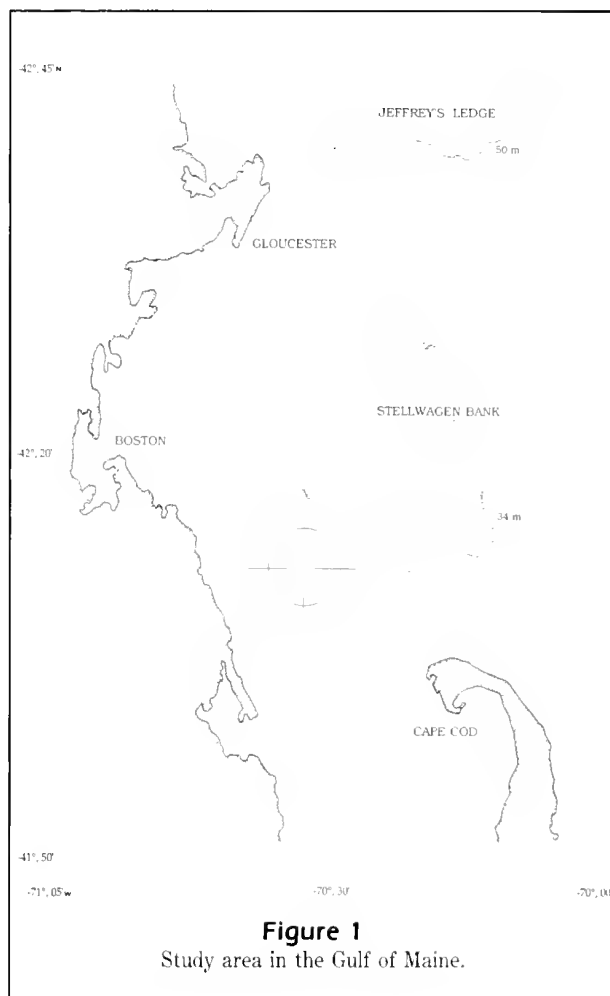 -42°, 45'N
JEFFREY'S LEDGE
50 m
GLOUCESTER
STELLWAGEN BANK
BOSTON
-42°, 20'
34 m
CAPE COD
-41°, 50'
-71°, 05'w
-70°, 30'
-70°, 00'
Figure 1
Study area in the Gulf of Maine.